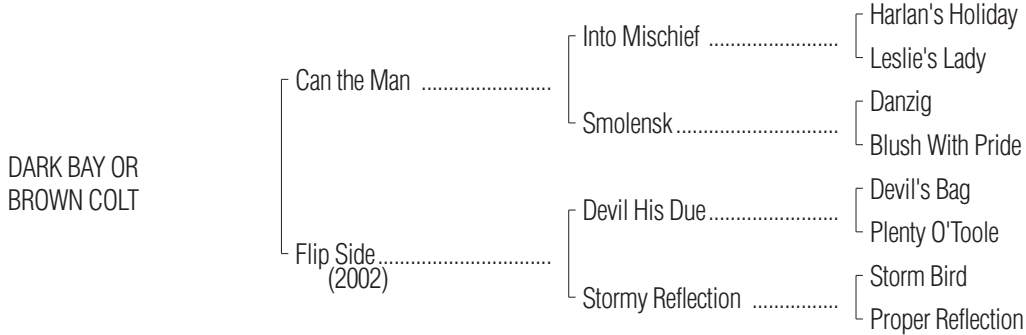 Harlan's Holiday
Into Mischief ........................
Leslie's Lady
Can the Man ........................
Danzig
Smolensk..............................
Blush With Pride
DARK BAY OR
BROWN COLT
Devil's Bag
Devil His Due........................
Plenty O'Toole
Flip Side................................
(2002)
Storm Bird
Stormy Reflection ................
Proper Reflection